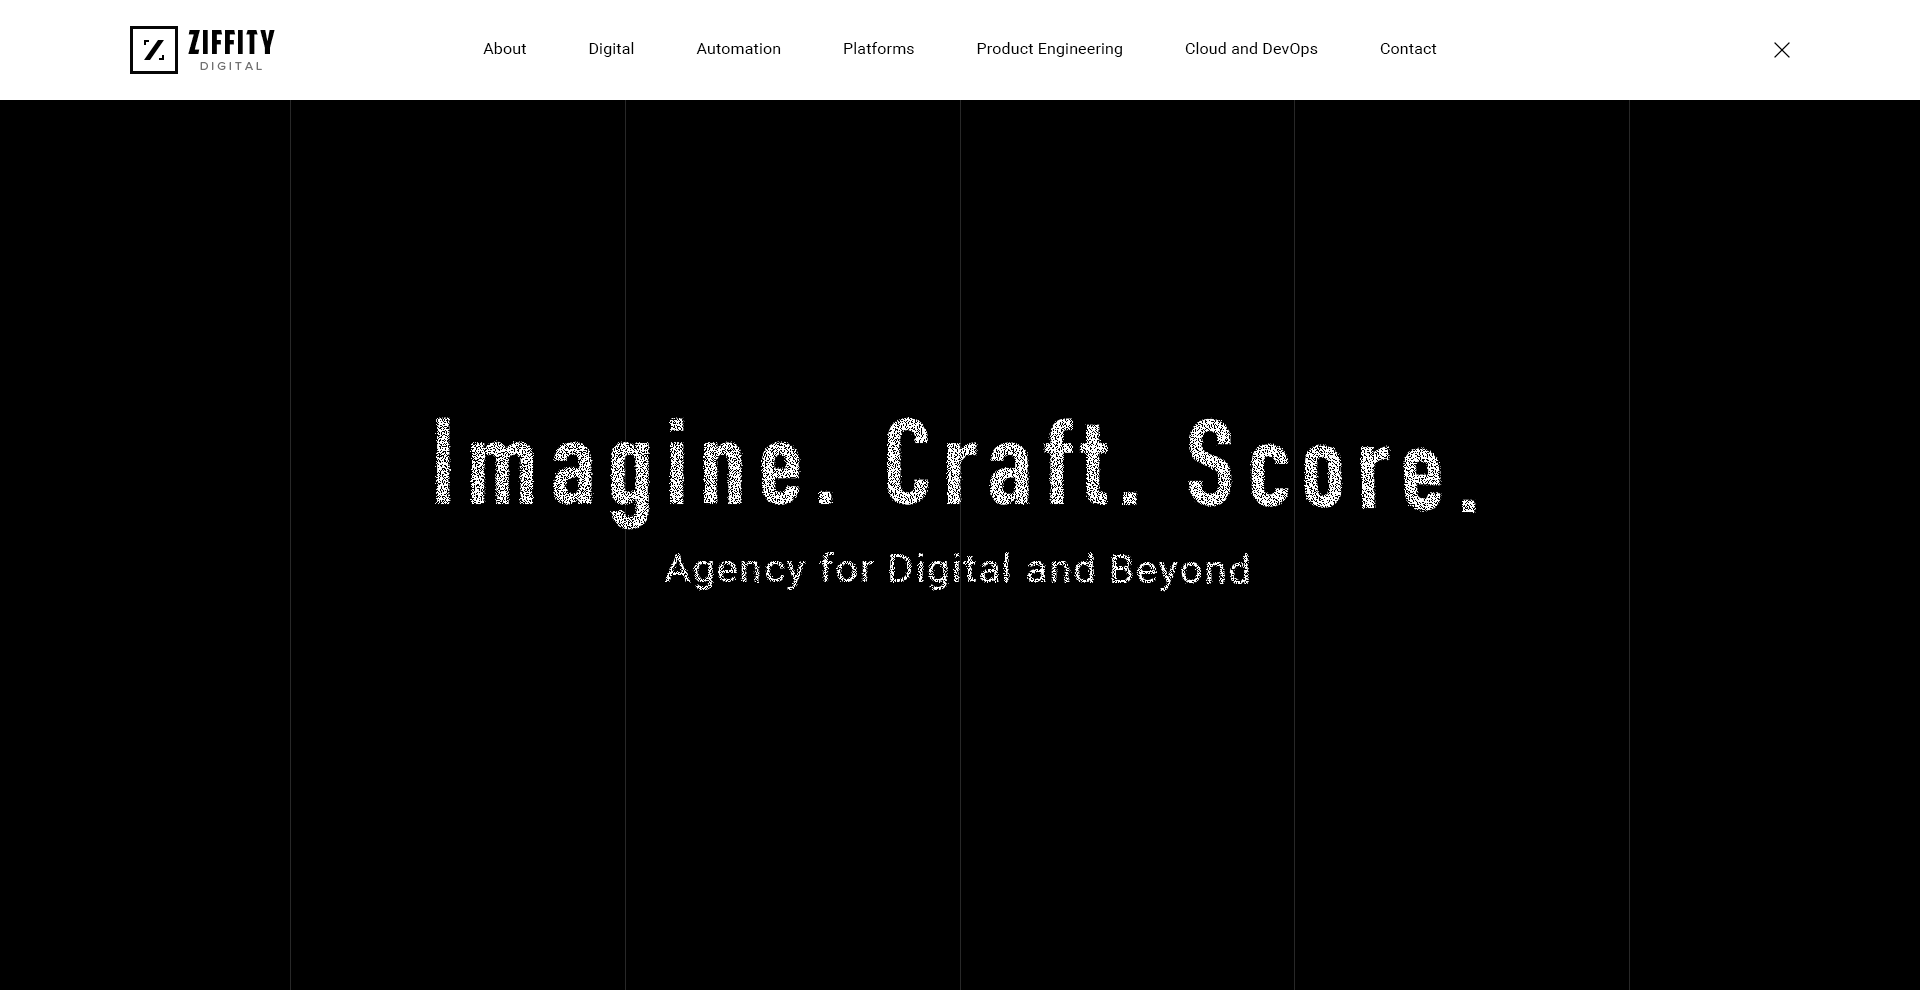 ZIFFITY
DIGITAL
About Digital Automation Platforms Product Engineering Cloud and DevOps Contact
Imagine. Craft. Score.
Agency for Digital and Beyond